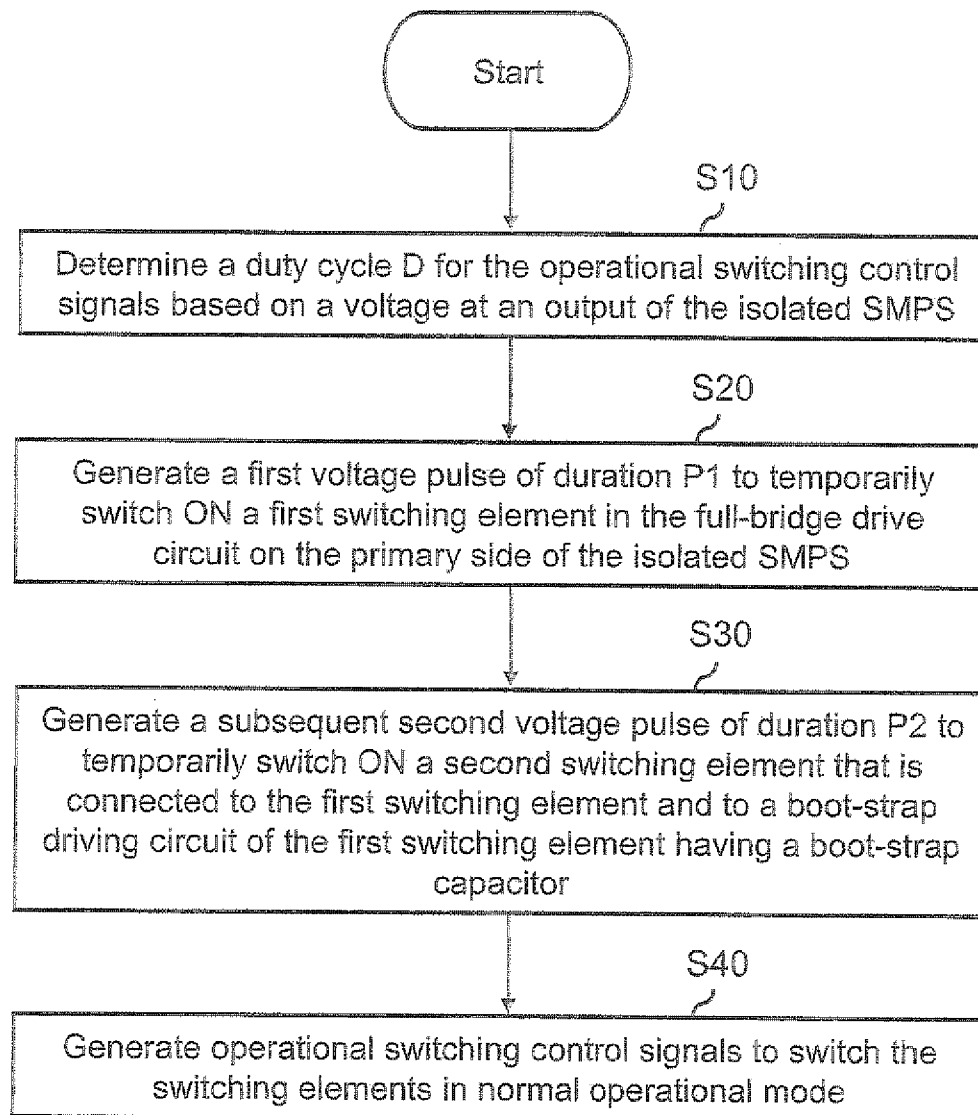 Start
S10
Determine a duty cycle D for the operational switching control
signals based on a voltage at an output of the isolated SMPS
S20
Generate a first voltage pulse of duration P1 to temporarily
switch ON a first switching element in the full-bridge drive
circuit on the primary side of the isolated SMPS
S30
Generate a subsequent second voltage pulse of duration P2 to
temporarily switch ON a second switching element that is
connected to the first switching element and to a boot-strap
driving circuit of the first switching element having a boot-strap
capacitor
S40
Generate operational switching control signals to switch the
switching elements in normal operational mode